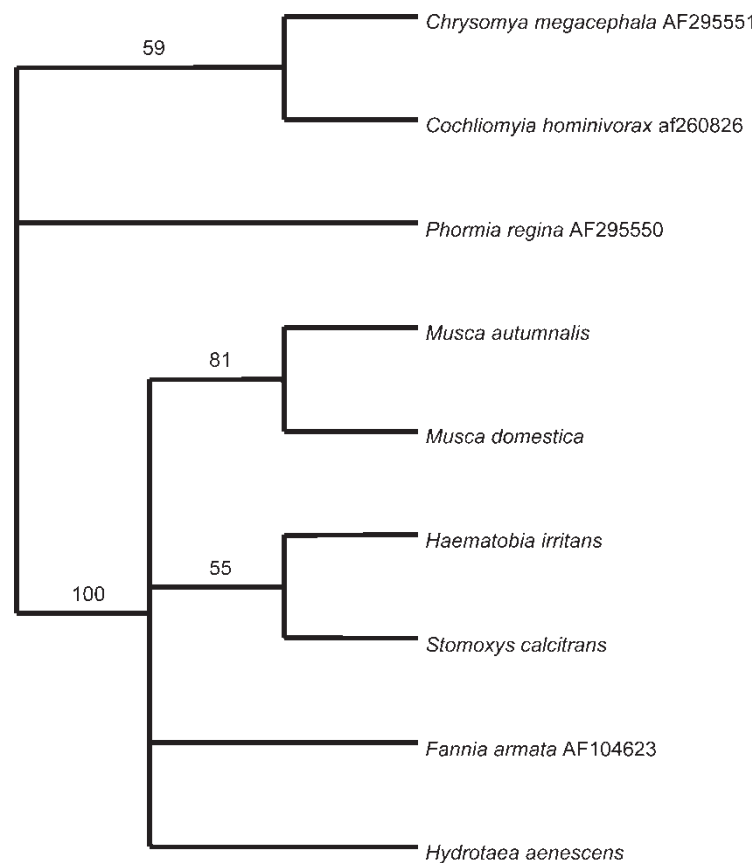 Chrysomya megacephala AF295551
59
Cochliomyia hominivorax af260826
Phormia regina AF295550
Musca autumnalis
81
Musca domestica
Haematobia irritans
55
100
Stomoxys calcitrans
Fannia armata AF104623
Hydrotaea aenescens